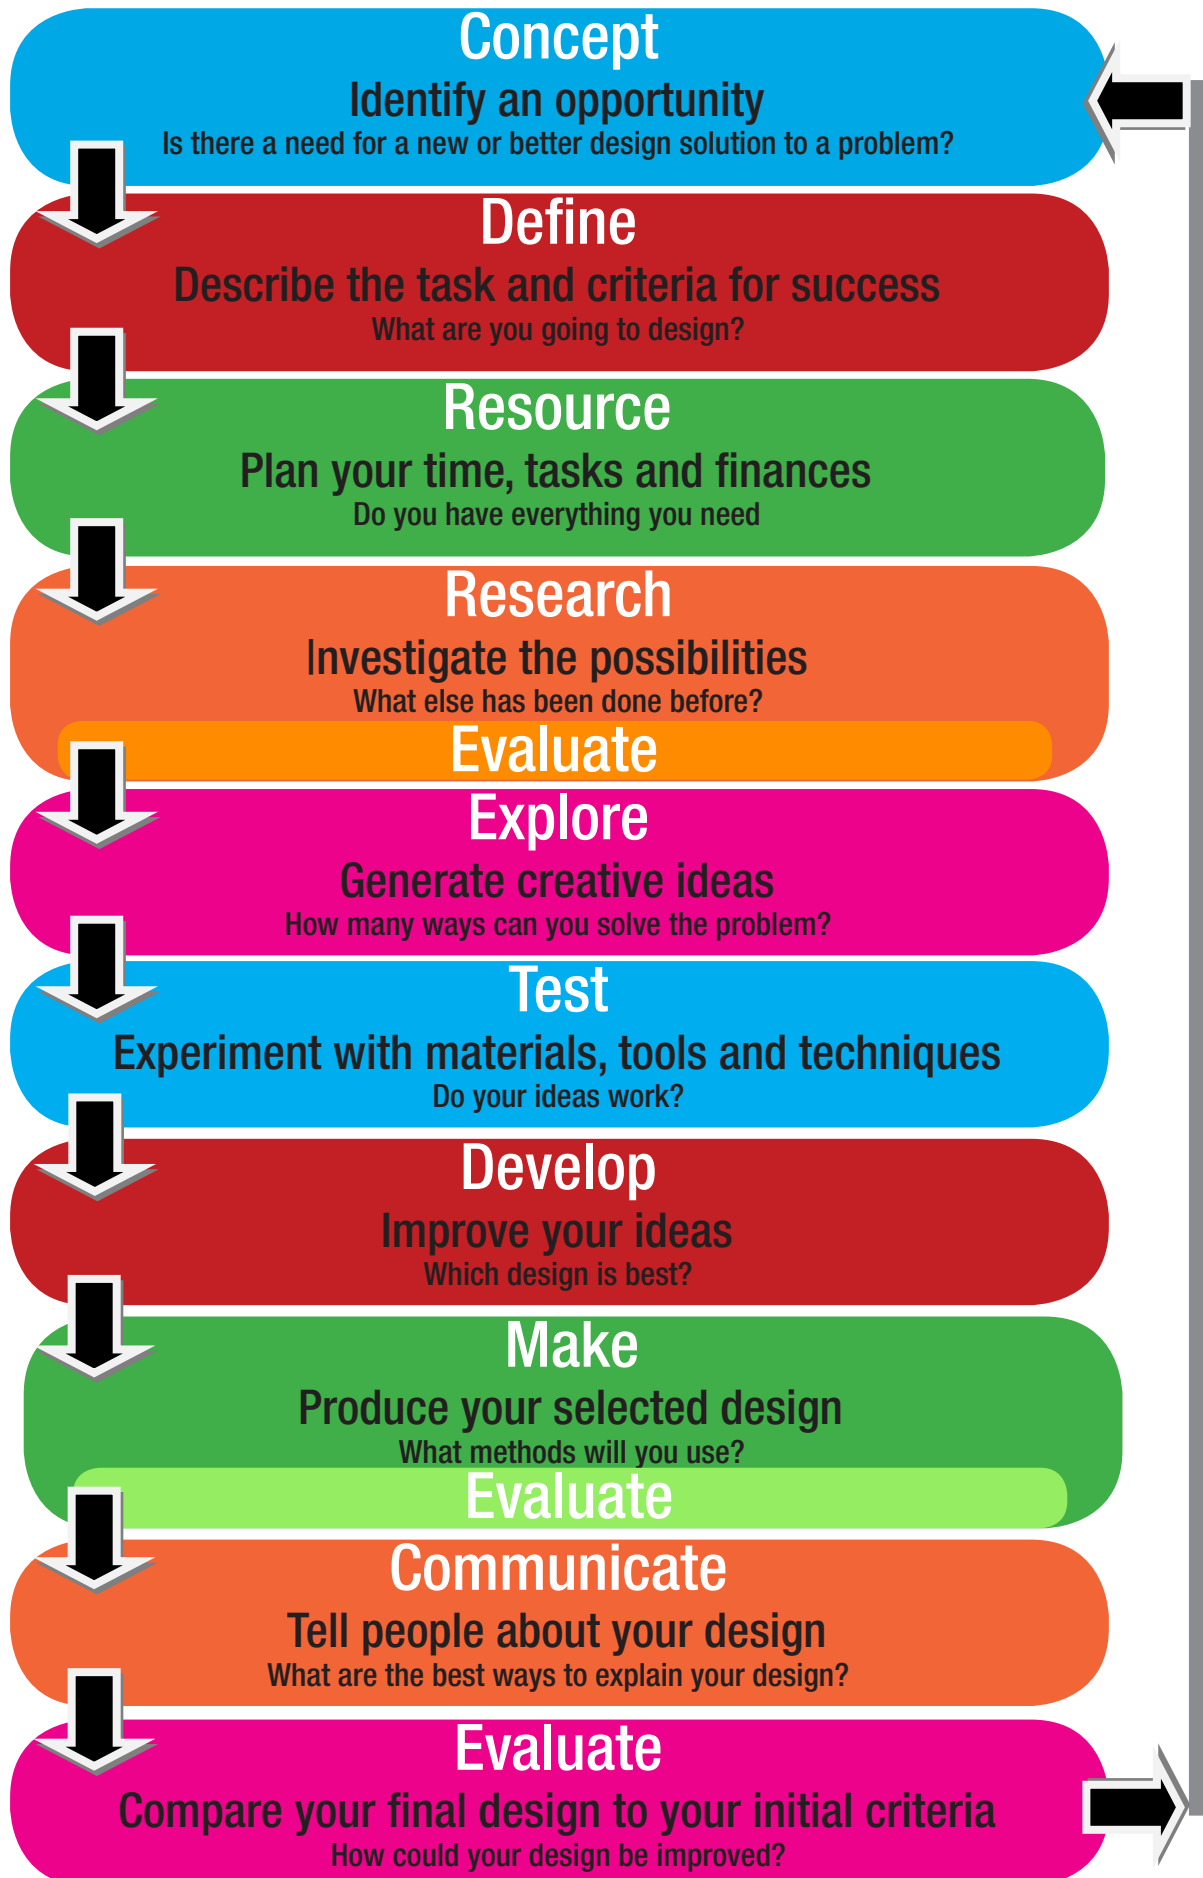 Concept
Identify an opportunity
Is there a need for a new or better design solution to a problem?
Define
Describe the task and criteria for success
What are you going to design?
Resource
Plan your time, tasks and finances
Do you have everything you need
Research
Investigate the possibilities
What else has been done before?
Evaluate
Explore
Generate creative ideas
How many ways can you solve the problem?
Test
Experiment with materials, tools and techniques
Do your ideas work?
Develop
Improve your ideas
Which design is best?
Make
Produce your selected design
What methods will you use?
Evaluate
Communicate
Tell people about your design
What are the best ways to explain your design?
Evaluate
Compare your final design to your initial criteria
How could your design be improved?